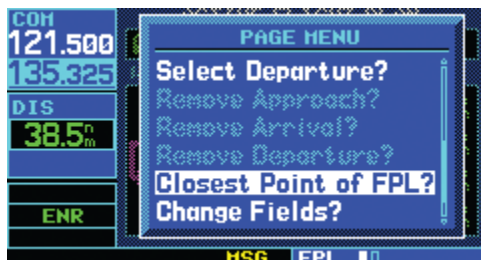 COM
121.500
135.325
DIS
38.5nm
ENR
PAGE MENU
Select Departure?
Remove Approach?
Remove Arrival?
Remove Departure?
Closest Point of FPL?
Change Fields?
MSG FPL